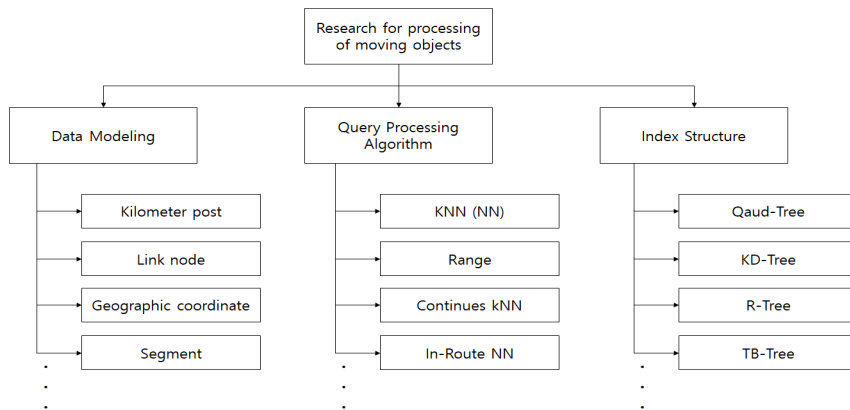 Research for processing
of moving objects
Data Modeling
Query Processing
Algorithm
Index Structure
Kilometer post
KNN (NN)
Qaud-Tree
Link node
Range
KD-Tree
Geographic coordinate
Continues kNN
R-Tree
Segment
In-Route NN
TB-Tree